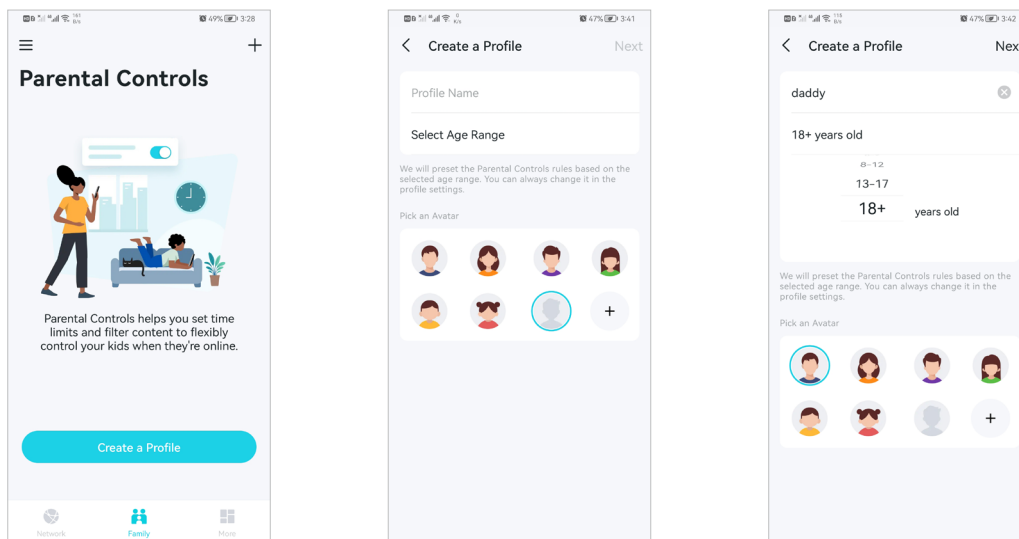 161 B/s
49% 3:28
Parental Controls
Parental Controls helps you set time
limits and filter content to flexibly
control your kids when they're online.
Create a Profile
Network Family More
0 K/s
47% 3:41
Create a Profile Next
Profile Name
Select Age Range
We will preset the Parental Controls rules based on the
selected age range. You can always change it in the
profile settings.
Pick an Avatar
118 B/s
47% 3:42
Create a Profile Nex
daddy
18+ years old
8-12
13-17
18+ years old
We will preset the Parental Controls rules based on the
selected age range. You can always change it in the
profile settings.
Pick an Avatar